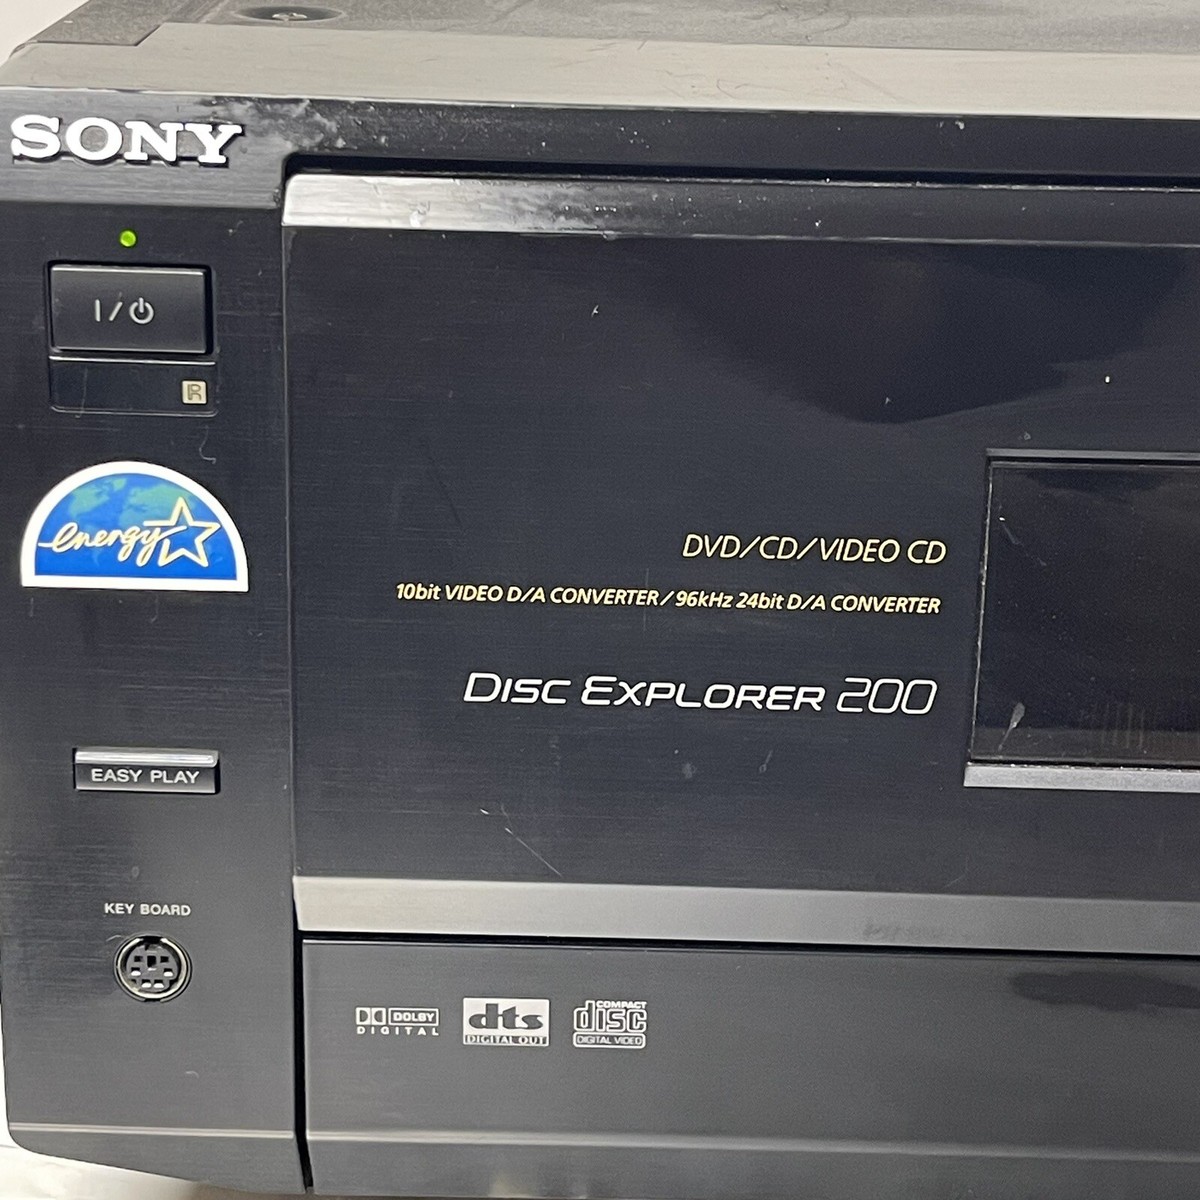 SONY
I/⏻
R
energy
DVD/CD/VIDEO CD
10bit VIDEO D/A CONVERTER/96kHz 24bit D/A CONVERTER
DISC EXPLORER 200
EASY PLAY
KEY BOARD
DOLBY
DIGITAL
dts
DIGITAL OUT
COMPACT
disc
DIGITAL VIDEO